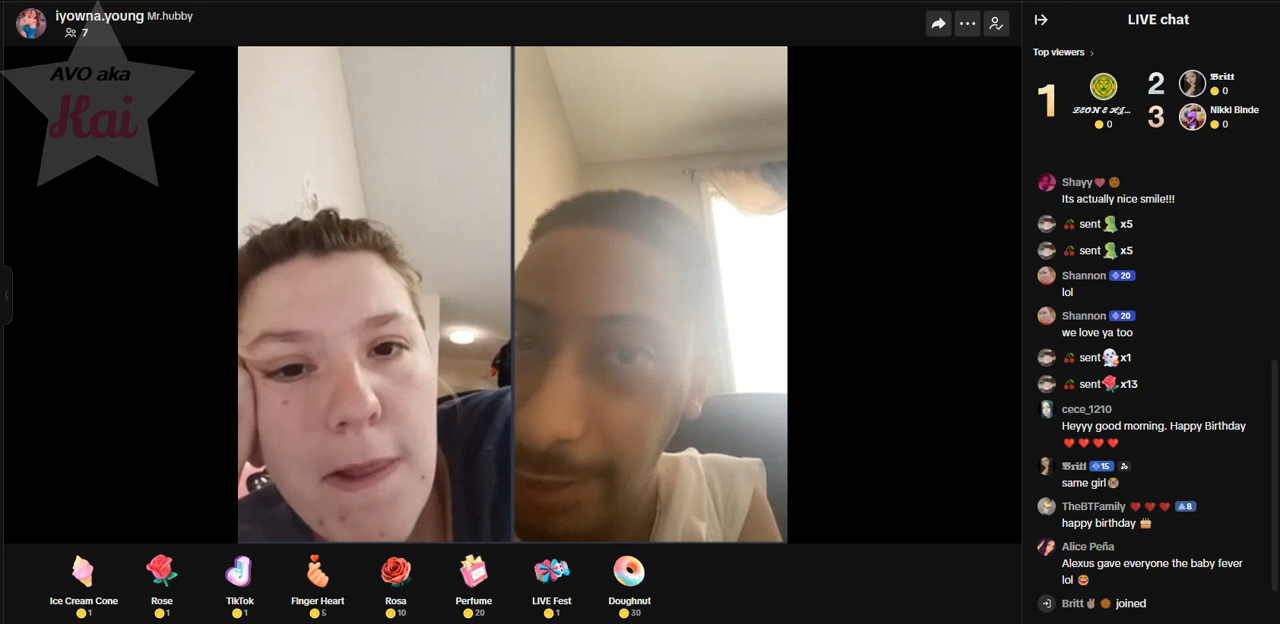 iyowna.young Mr.hubby
7
AVO aka
Kai
LIVE chat
Top viewers
1
0
2
Britt
0
3
Nikki Binde
0
Shayy
Its actually nice smile!!!
sent x5
sent x5
Shannon 20
lol
Shannon 20
we love ya too
sent x1
sent x13
cece_1210
Heyyy good morning. Happy Birthday
❤️❤️❤️❤️
Britt 15
same girl😭
TheBTFamily ❤️❤️❤️ 8
happy birthday 🎂
Alice Peña
Alexus gave everyone the baby fever
lol 😆
Britt joined
Ice Cream Cone
1
Rose
1
TikTok
1
Finger Heart
5
Rosa
10
Perfume
20
LIVE Fest
1
Doughnut
30